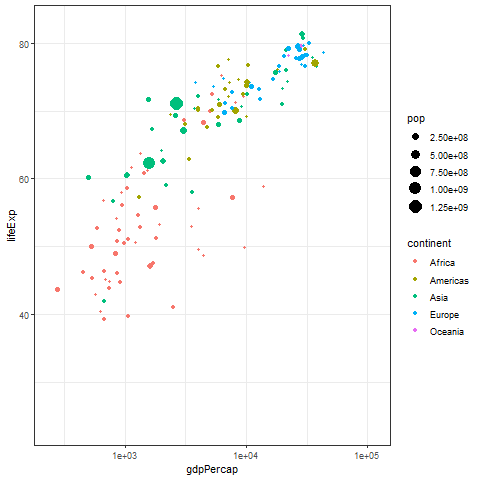 80
60
40
lifeExp
1e+03
1e+04
1e+05
gdpPercap
pop
2.50e+08
5.00e+08
7.50e+08
1.00e+09
1.25e+09
continent
Africa
Americas
Asia
Europe
Oceania